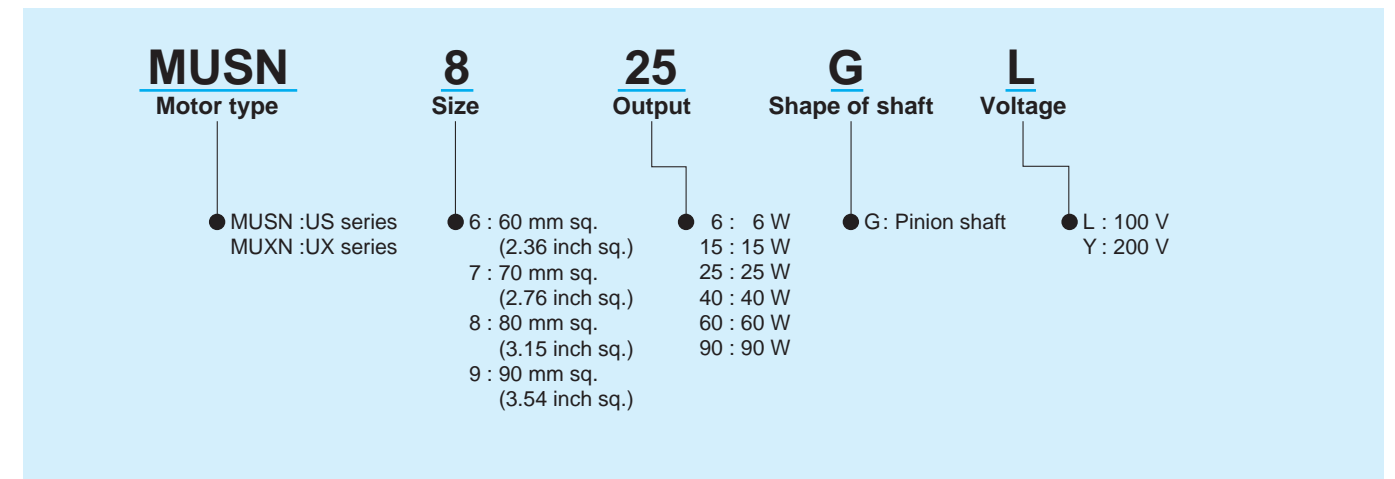 MUSN 8 25 G L
Motor type Size Output Shape of shaft Voltage
MUSN :US series
MUXN :UX series
6 : 60 mm sq.
(2.36 inch sq.)
7 : 70 mm sq.
(2.76 inch sq.)
8 : 80 mm sq.
(3.15 inch sq.)
9 : 90 mm sq.
(3.54 inch sq.)
6 : 6 W
15 : 15 W
25 : 25 W
40 : 40 W
60 : 60 W
90 : 90 W
G : Pinion shaft
L : 100 V
Y : 200 V